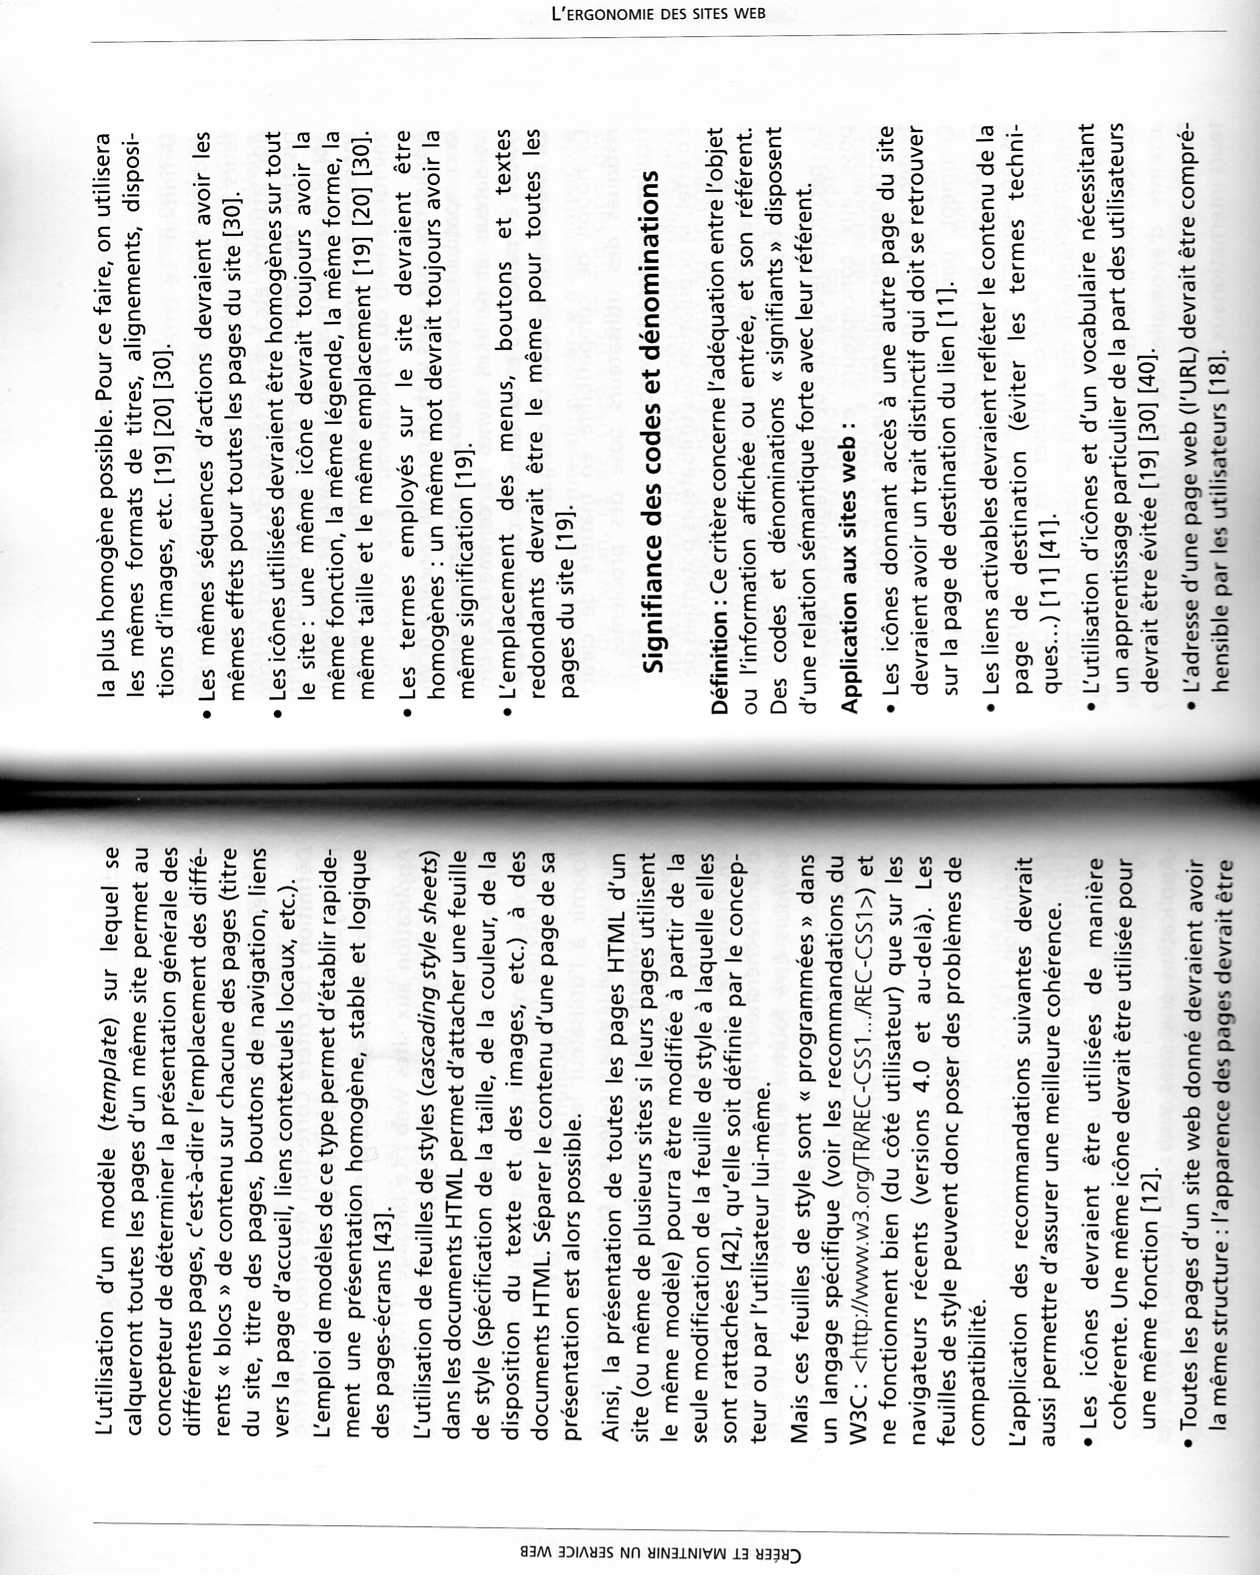 CRÉER ET MAINTENIR UN SERVICE WEB
L'utilisation d'un modèle (template) sur lequel se
calqueront toutes les pages d'un même site permet au
concepteur de déterminer la présentation générale des
différentes pages, c'est-à-dire l'emplacement des diffé-
rents « blocs » de contenu sur chacune des pages (titre
du site, titre des pages, boutons de navigation, liens
vers la page d'accueil, liens contextuels locaux, etc.).
L'emploi de modèles de ce type permet d'établir rapide-
ment une présentation homogène, stable et logique
des pages-écrans [43].
L'utilisation de feuilles de styles (cascading style sheets)
dans les documents HTML permet d'attacher une feuille
de style (spécification de la taille, de la couleur, de la
disposition du texte et des images, etc.) à des
documents HTML. Séparer le contenu d'une page de sa
présentation est alors possible.
Ainsi, la présentation de toutes les pages HTML d'un
site (ou même de plusieurs sites si leurs pages utilisent
le même modèle) pourra être modifiée à partir de la
seule modification de la feuille de style à laquelle elles
sont rattachées [42], qu'elle soit définie par le concep-
teur ou par l'utilisateur lui-même.
Mais ces feuilles de style sont « programmées » dans
un langage spécifique (voir les recommandations du
W3C : <http://www.w3.org/TR/REC-CSS1.../REC-CSS1>) et
ne fonctionnent bien (du côté utilisateur) que sur les
navigateurs récents (versions 4.0 et au-delà). Les
feuilles de style peuvent donc poser des problèmes de
compatibilité.
L'application des recommandations suivantes devrait
aussi permettre d'assurer une meilleure cohérence.
• Les icônes devraient être utilisées de manière
cohérente. Une même icône devrait être utilisée pour
une même fonction [12].
• Toutes les pages d'un site web donné devraient avoir
la même structure : l'apparence des pages devrait être
L'ERGONOMIE DES SITES WEB
la plus homogène possible. Pour ce faire, on utilisera
les mêmes formats de titres, alignements, disposi-
tions d'images, etc. [19] [20] [30].
• Les mêmes séquences d'actions devraient avoir les
mêmes effets pour toutes les pages du site [30].
• Les icônes utilisées devraient être homogènes sur tout
le site : une même icône devrait toujours avoir la
même fonction, la même légende, la même forme, la
même taille et le même emplacement [19] [20] [30].
• Les termes employés sur le site devraient être
homogènes : un même mot devrait toujours avoir la
même signification [19].
• L'emplacement des menus, boutons et textes
redondants devrait être le même pour toutes les
pages du site [19].
Signifiance des codes et dénominations
Définition : Ce critère concerne l'adéquation entre l'objet
ou l'information affichée ou entrée, et son référent.
Des codes et dénominations « signifiants » disposent
d'une relation sémantique forte avec leur référent.
Application aux sites web :
• Les icônes donnant accès à une autre page du site
devraient avoir un trait distinctif qui doit se retrouver
sur la page de destination du lien [11].
• Les liens activables devraient refléter le contenu de la
page de destination (éviter les termes techni-
ques...) [11] [41].
• L'utilisation d'icônes et d'un vocabulaire nécessitant
un apprentissage particulier de la part des utilisateurs
devrait être évitée [19] [30] [40].
• L'adresse d'une page web (l'URL) devrait être compré-
hensible par les utilisateurs [18].